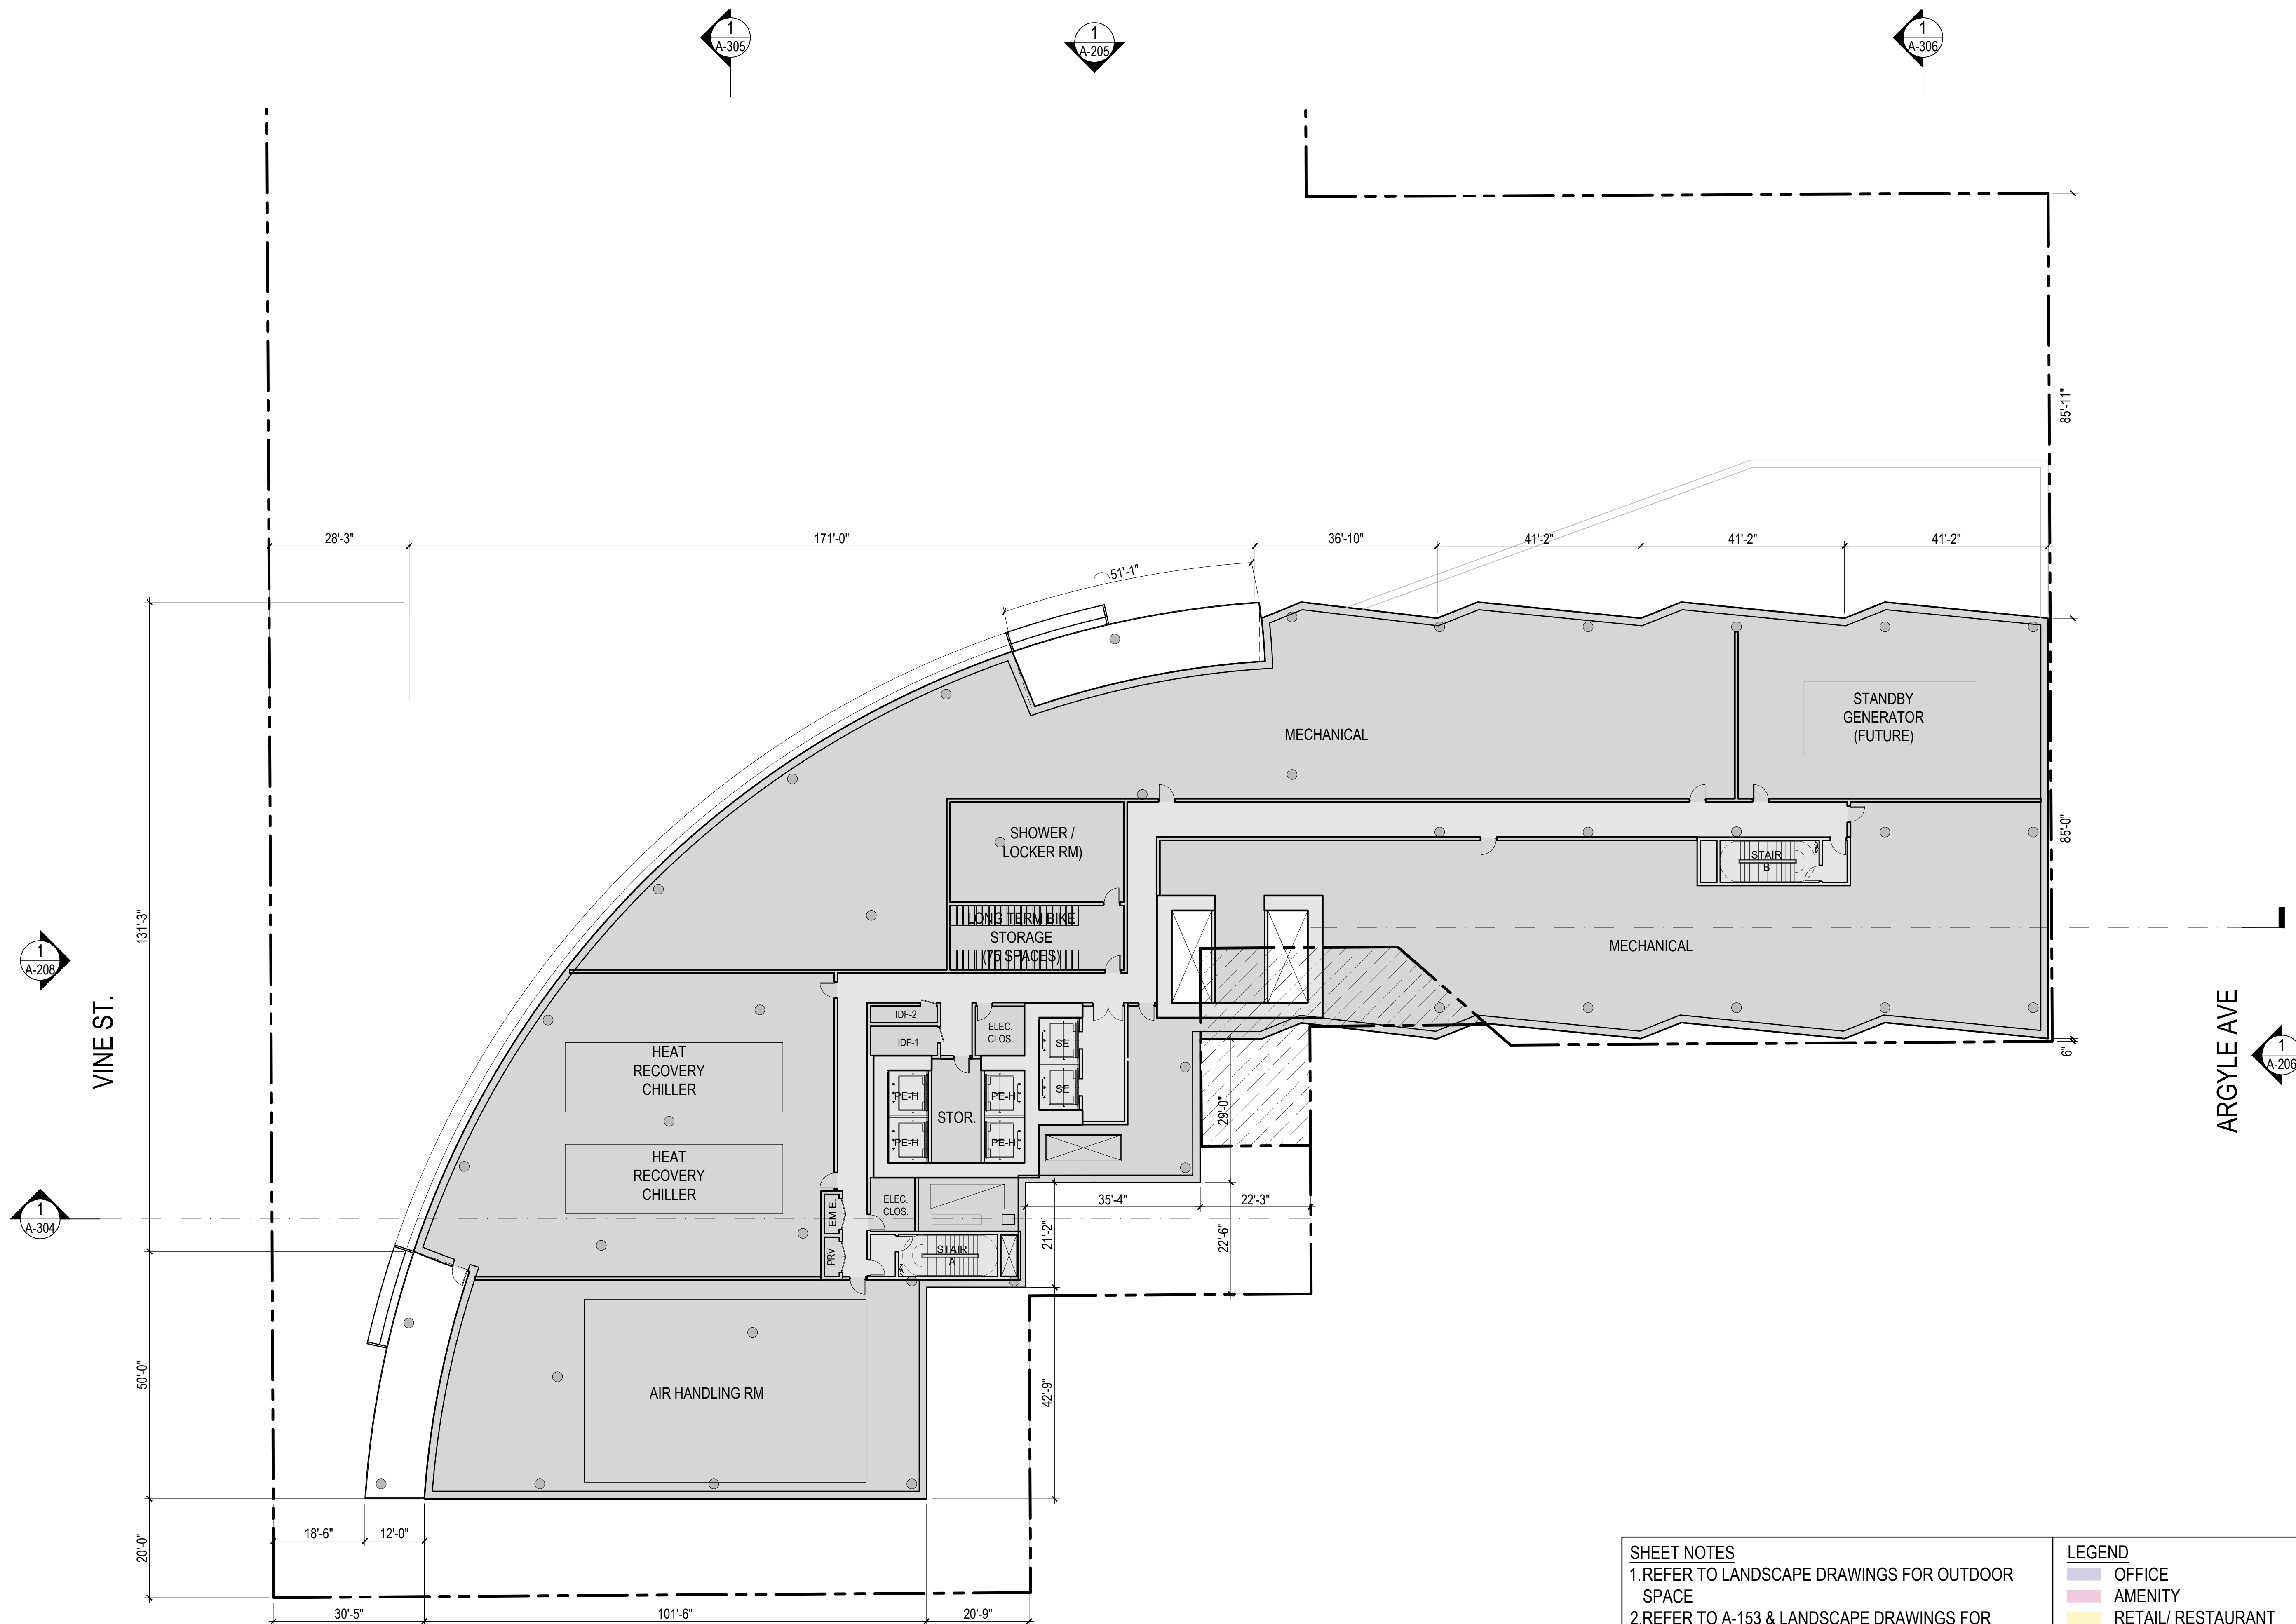 1
A-305
1
A-205
1
A-306
85'-11"
28'-3"
171'-0"
36'-10"
41'-2"
41'-2"
41'-2"
51'-1"
STANDBY
GENERATOR
(FUTURE)
MECHANICAL
SHOWER /
LOCKER RM)
85'-0"
STAIR
B
131'-3"
LONG TERM BIKE
STORAGE
(75 SPACES)
MECHANICAL
1
A-208
VINE ST.
IDF-2
IDF-1
ELEC.
CLOS.
SE
SE
HEAT
RECOVERY
CHILLER
6"
1
A-206
ARGYLE AVE
PE-H
PE-H
STOR.
PE-H
PE-H
29'-0"
HEAT
RECOVERY
CHILLER
1
A-304
EM E.
ELEC.
CLOS.
35'-4"
22'-3"
21'-2"
22'-6"
PRV
STAIR
A
50'-0"
AIR HANDLING RM
42'-9"
18'-6"
12'-0"
20'-0"
30'-5"
101'-6"
20'-9"
SHEET NOTES
1.REFER TO LANDSCAPE DRAWINGS FOR OUTDOOR
SPACE
2.REFER TO A-153 & LANDSCAPE DRAWINGS FOR
LEGEND
OFFICE
AMENITY
RETAIL/ RESTAURANT